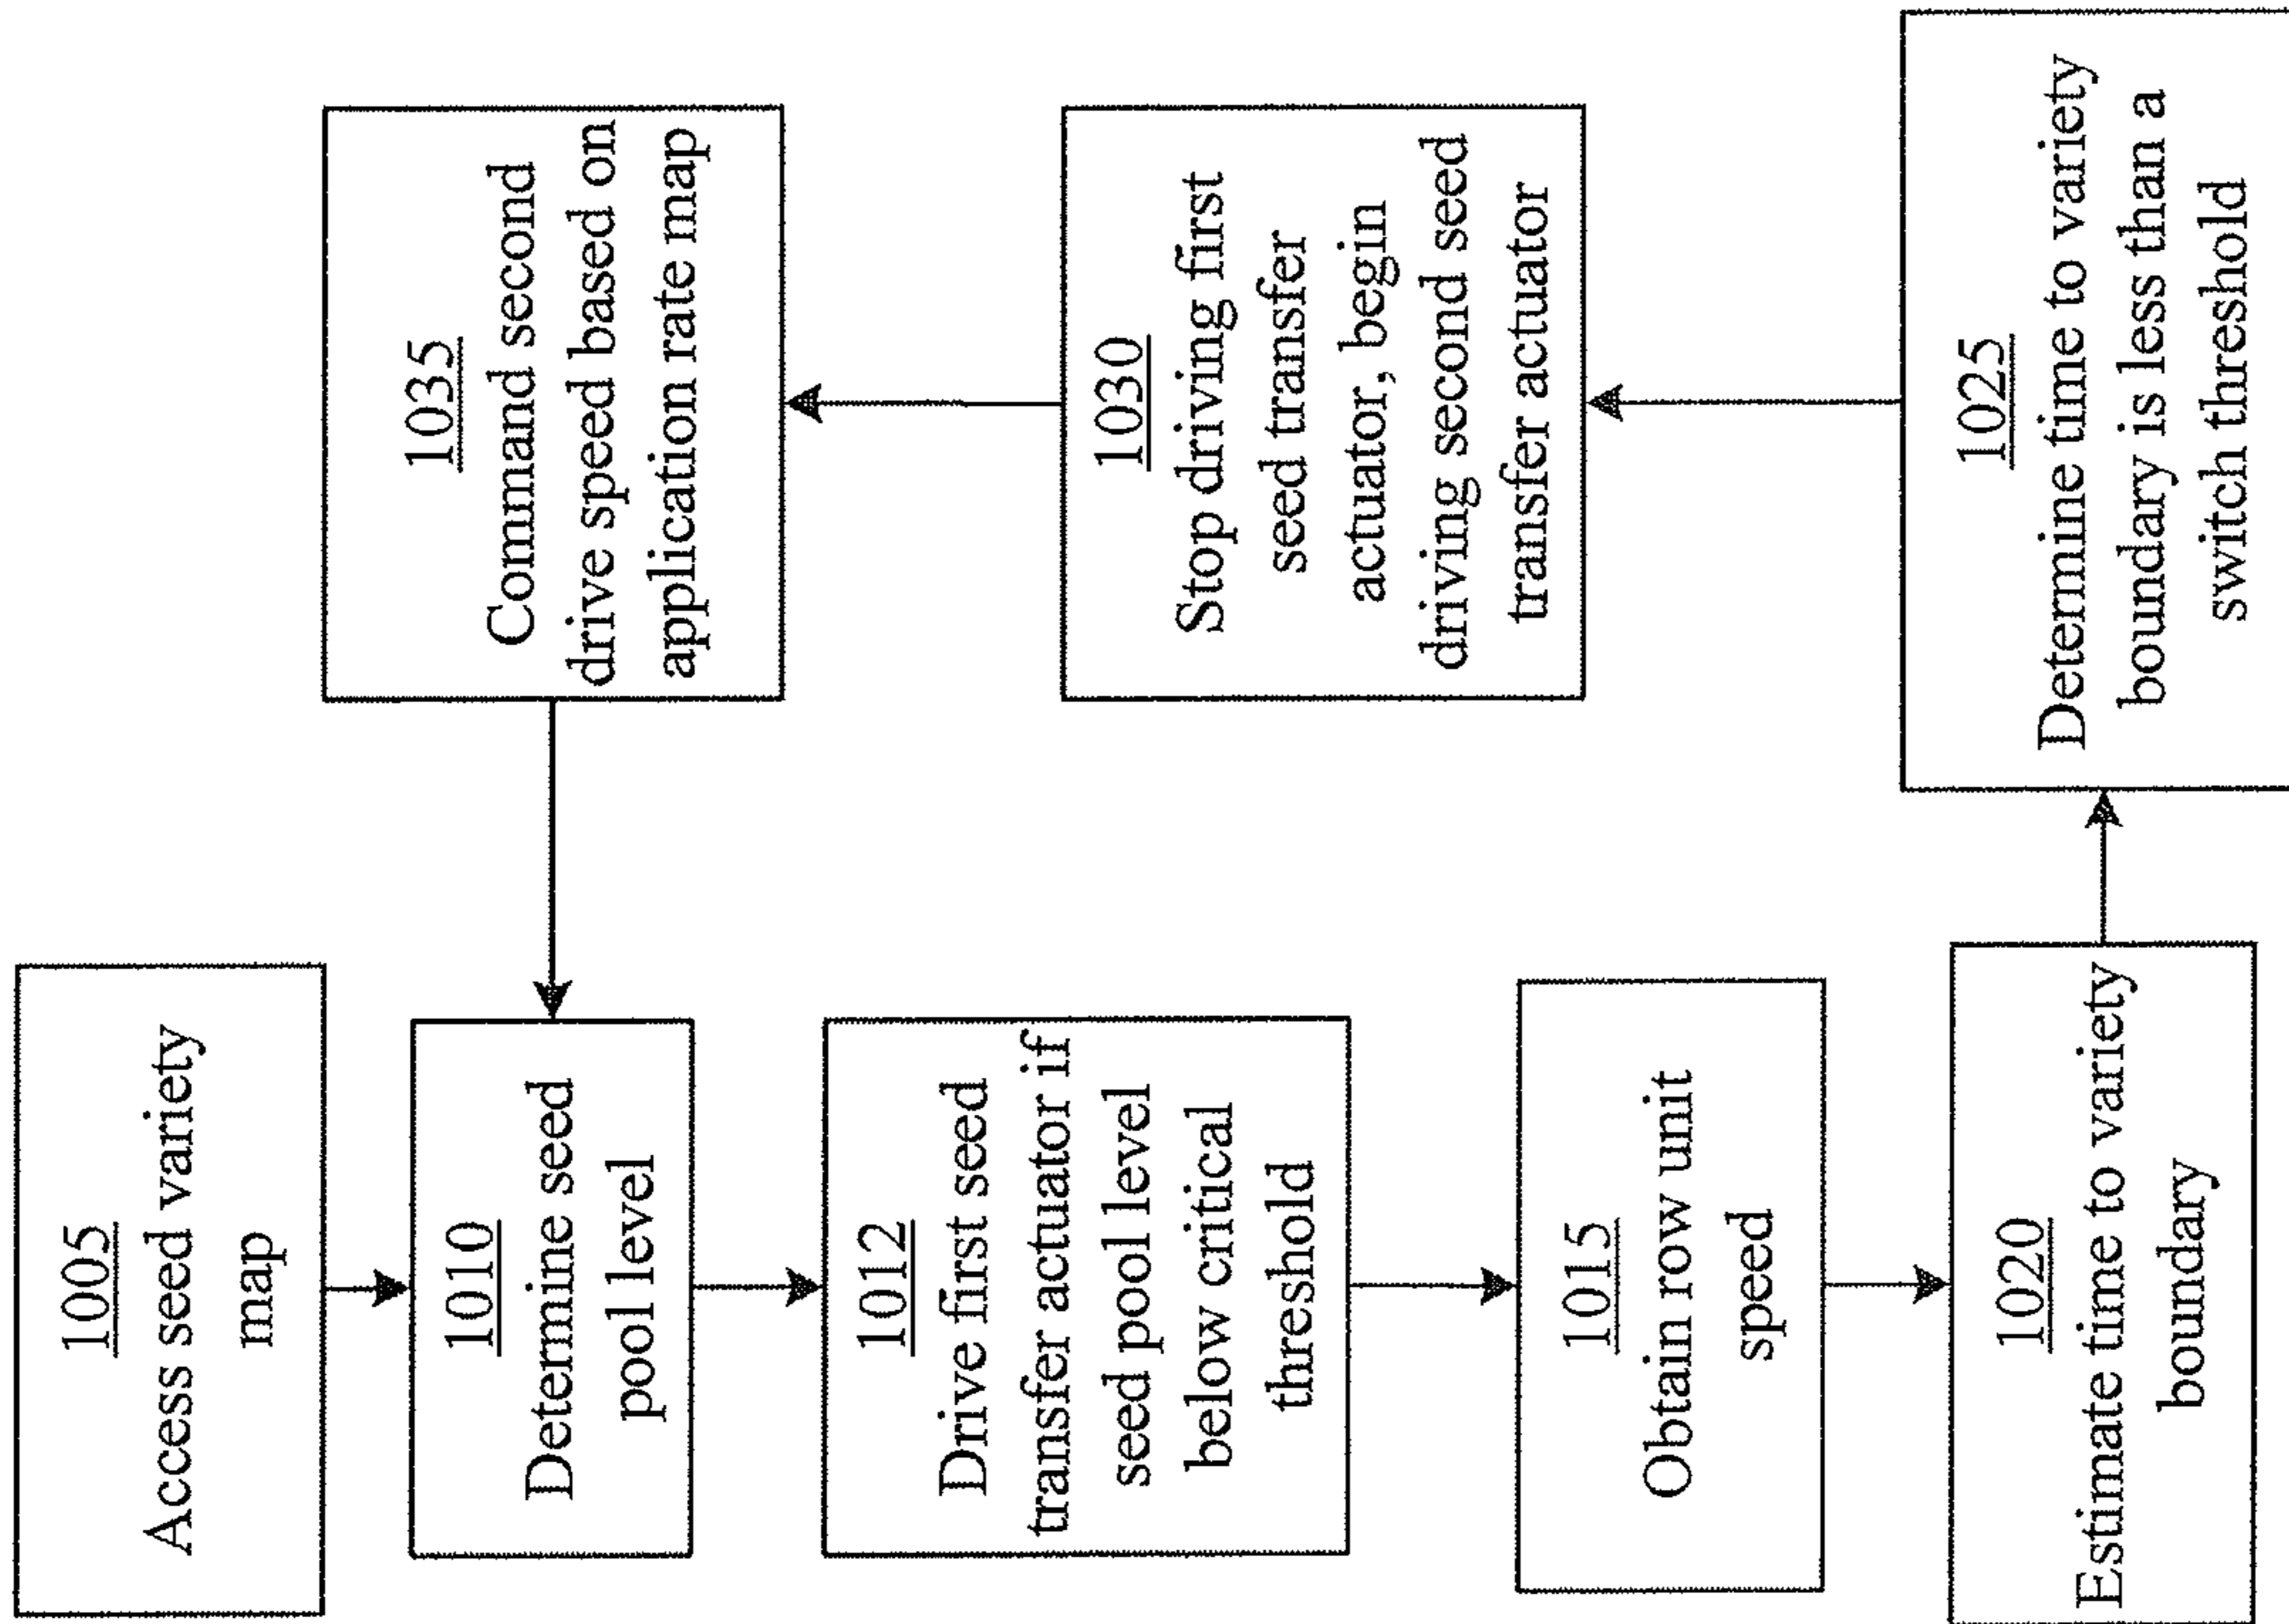 1005
Access seed variety
map
1010
Determine seed
pool level
1012
Drive first seed
transfer actuator if
seed pool level
below critical
threshold
1015
Obtain row unit
speed
1020
Estimate time to variety
boundary
1025
Determine time to variety
boundary is less than a
switch threshold
1030
Stop driving first
seed transfer
actuator, begin
driving second seed
transfer actuator
1035
Command second
drive speed based on
application rate map